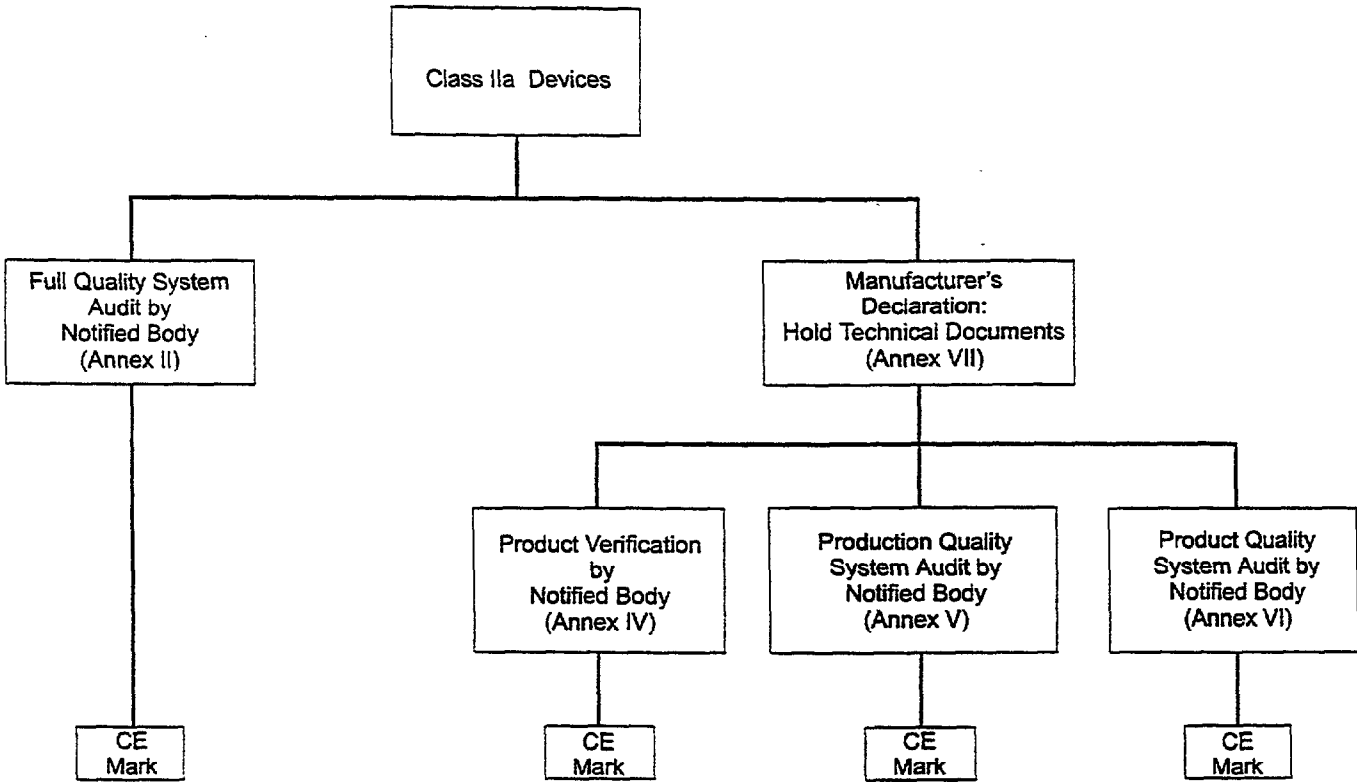 Class IIa Devices
Full Quality System
Audit by
Notified Body
(Annex II)
Manufacturer's
Declaration:
Hold Technical Documents
(Annex VII)
Product Verification
by
Notified Body
(Annex IV)
Production Quality
System Audit by
Notified Body
(Annex V)
Product Quality
System Audit by
Notified Body
(Annex VI)
CE
Mark
CE
Mark
CE
Mark
CE
Mark